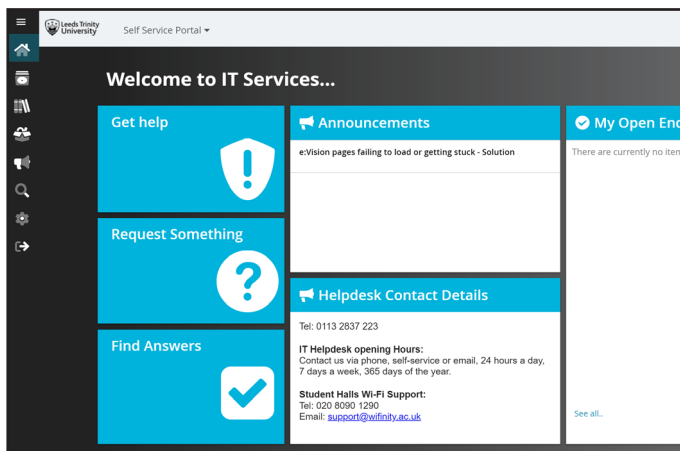 Leeds Trinity
University
Self Service Portal
Welcome to IT Services...
Get help
Request Something
Find Answers
Announcements
e:Vision pages failing to load or getting stuck - Solution
Helpdesk Contact Details
Tel: 0113 2837 223
IT Helpdesk opening Hours:
Contact us via phone, self-service or email, 24 hours a day,
7 days a week, 365 days of the year.
Student Halls Wi-Fi Support:
Tel: 020 8090 1290
Email: support@wifinity.ac.uk
My Open Enq
There are currently no iten
See all..